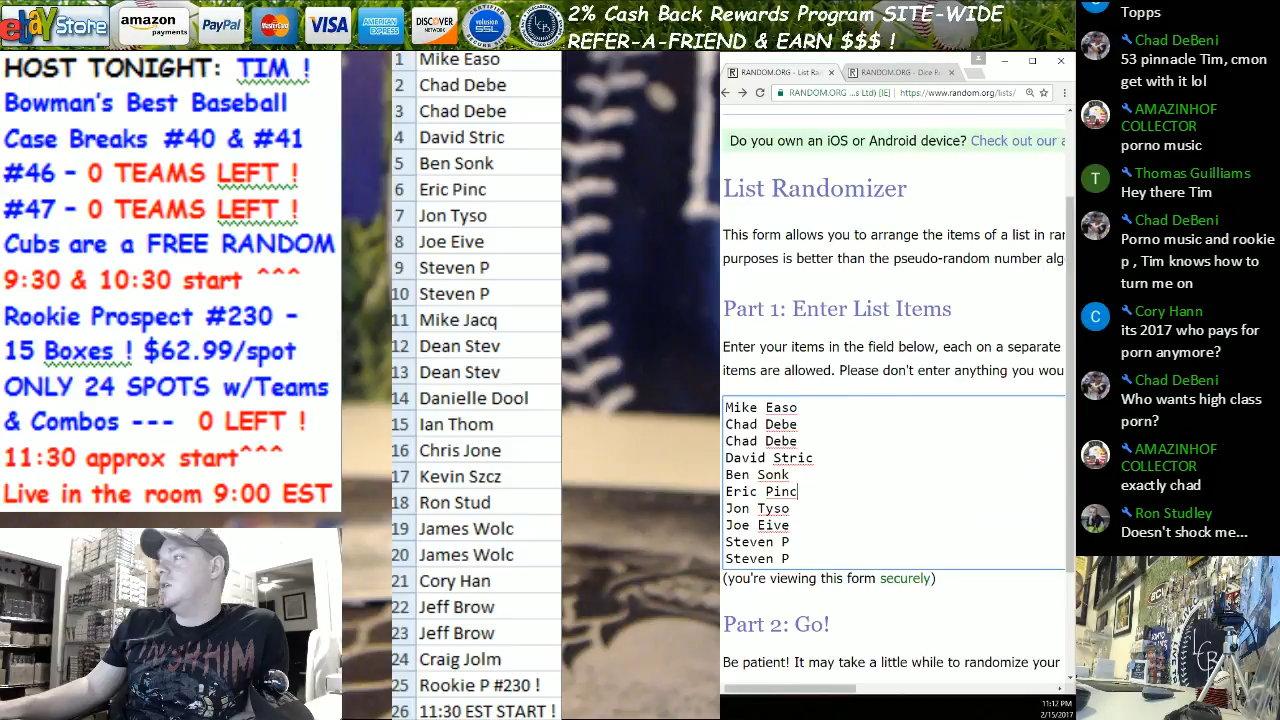 ebay Store
amazon
payments
PayPal
MasterCard
VISA
AMERICAN EXPRESS
DISCOVER
NETWORK
volusion
SSL
2% Cash Back Rewards Program SITE-WIDE
REFER-A-FRIEND & EARN $$$ !
HOST TONIGHT: TIM !
Bowman's Best Baseball
Case Breaks #40 & #41
#46 - 0 TEAMS LEFT !
#47 - 0 TEAMS LEFT !
Cubs are a FREE RANDOM
9:30 & 10:30 start ^^^
Rookie Prospect #230 -
15 Boxes ! $62.99/spot
ONLY 24 SPOTS w/Teams
& Combos --- 0 LEFT !
11:30 approx start^^^
Live in the room 9:00 EST
1 Mike Easo
2 Chad Debe
3 Chad Debe
4 David Stric
5 Ben Sonk
6 Eric Pinc
7 Jon Tyso
8 Joe Eive
9 Steven P
10 Steven P
11 Mike Jacq
12 Dean Stev
13 Dean Stev
14 Danielle Dool
15 Ian Thom
16 Chris Jone
17 Kevin Szcz
18 Ron Stud
19 James Wolc
20 James Wolc
21 Cory Han
22 Jeff Brow
23 Jeff Brow
24 Craig Jolm
25 Rookie P #230 !
26 11:30 EST START !
RANDOM.ORG - List Ra
RANDOM.ORG - Dice R
RANDOM.ORG
s Ltd) [IE]
https://www.random.org/lists/
Do you own an iOS or Android device? Check out our a
List Randomizer
This form allows you to arrange the items of a list in ra
purposes is better than the pseudo-random number alg
Part 1: Enter List Items
Enter your items in the field below, each on a separate
items are allowed. Please don't enter anything you wou
Mike Easo
Chad Debe
Chad Debe
David Stric
Ben Sonk
Eric Pinc
Jon Tyso
Joe Eive
Steven P
Steven P
(you're viewing this form securely)
Part 2: Go!
Be patient! It may take a little while to randomize your
11:12 PM
2/15/2017
Topps
Chad DeBeni
53 pinnacle Tim, cmon
get with it lol
AMAZINHOF
COLLECTOR
porno music
T
Thomas Guilliams
Hey there Tim
Chad DeBeni
Porno music and rookie
p , Tim knows how to
turn me on
C
Cory Hann
its 2017 who pays for
porn anymore?
Chad DeBeni
Who wants high class
porn?
AMAZINHOF
COLLECTOR
exactly chad
Ron Studley
Doesn't shock me...